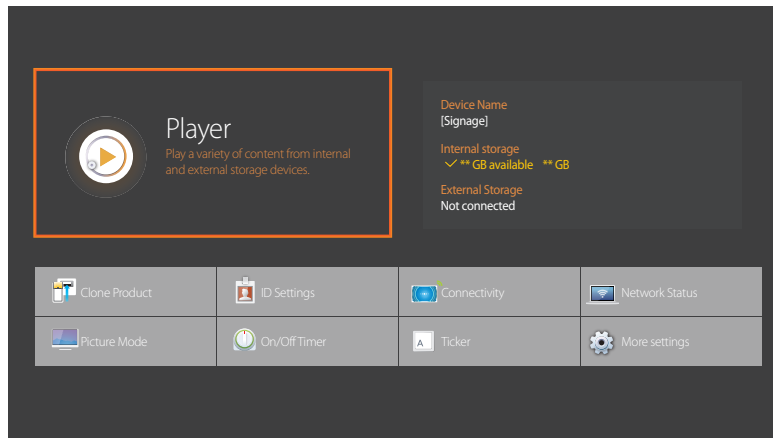 Player
Play a variety of content from internal
and external storage devices.
Device Name
[Signage]
Internal storage
** GB available ** GB
External Storage
Not connected
Clone Product
ID Settings
Connectivity
Network Status
Picture Mode
On/Off Timer
A
Ticker
More settings